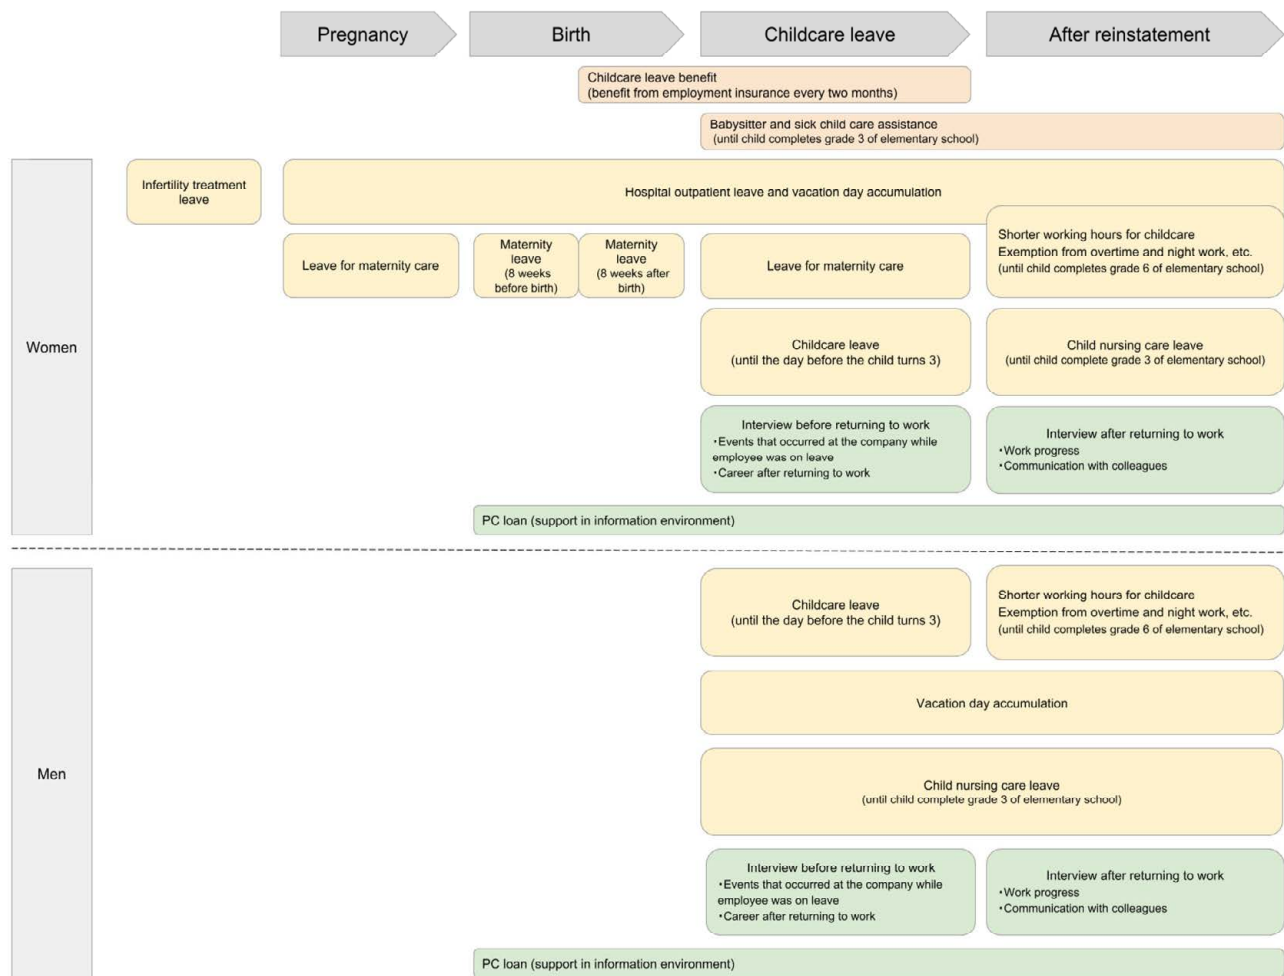 Pregnancy
Birth
Childcare leave
After reinstatement
Childcare leave benefit
(benefit from employment insurance every two months)
Babysitter and sick child care assistance
(until child completes grade 3 of elementary school)
Women
Infertility treatment
leave
Hospital outpatient leave and vacation day accumulation
Leave for maternity care
Maternity
leave
(8 weeks
before birth)
Maternity
leave
(8 weeks after
birth)
Leave for maternity care
Shorter working hours for childcare
Exemption from overtime and night work, etc.
(until child completes grade 6 of elementary school)
Childcare leave
(until the day before the child turns 3)
Child nursing care leave
(until child complete grade 3 of elementary school)
Interview before returning to work
・Events that occurred at the company while
employee was on leave
・Career after returning to work
Interview after returning to work
・Work progress
・Communication with colleagues
PC loan (support in information environment)
Men
Childcare leave
(until the day before the child turns 3)
Shorter working hours for childcare
Exemption from overtime and night work, etc.
(until child completes grade 6 of elementary school)
Vacation day accumulation
Child nursing care leave
(until child complete grade 3 of elementary school)
Interview before returning to work
・Events that occurred at the company while
employee was on leave
・Career after returning to work
Interview after returning to work
・Work progress
・Communication with colleagues
PC loan (support in information environment)